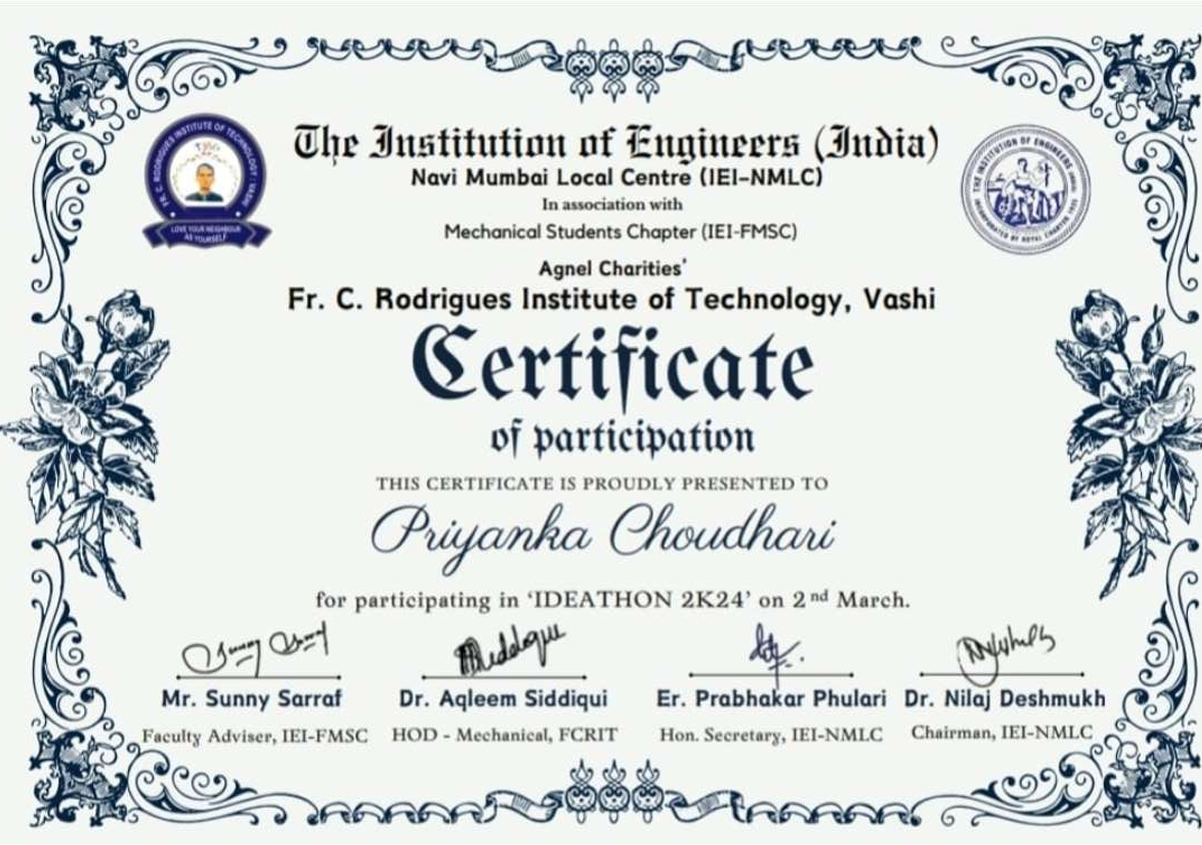 The Institution of Engineers (India)
Navi Mumbai Local Centre (IEI-NMLC)
In association with
Mechanical Students Chapter (IEI-FMSC)
Agnel Charities'
Fr. C. Rodrigues Institute of Technology, Vashi
FR. C. RODRIGUES INSTITUTE OF TECHNOLOGY - VASHI
LOVE YOUR NEIGHBOUR
AS YOURSELF
THE INSTITUTION OF ENGINEERS (INDIA)
INCORPORATED BY ROYAL CHARTER 1935
Certificate
of participation
THIS CERTIFICATE IS PROUDLY PRESENTED TO
Priyanka Choudhari
for participating in 'IDEATHON 2K24' on 2nd March.
Mr. Sunny Sarraf Dr. Aqleem Siddiqui Er. Prabhakar Phulari Dr. Nilaj Deshmukh
Faculty Adviser, IEI-FMSC HOD - Mechanical, FCRIT Hon. Secretary, IEI-NMLC Chairman, IEI-NMLC